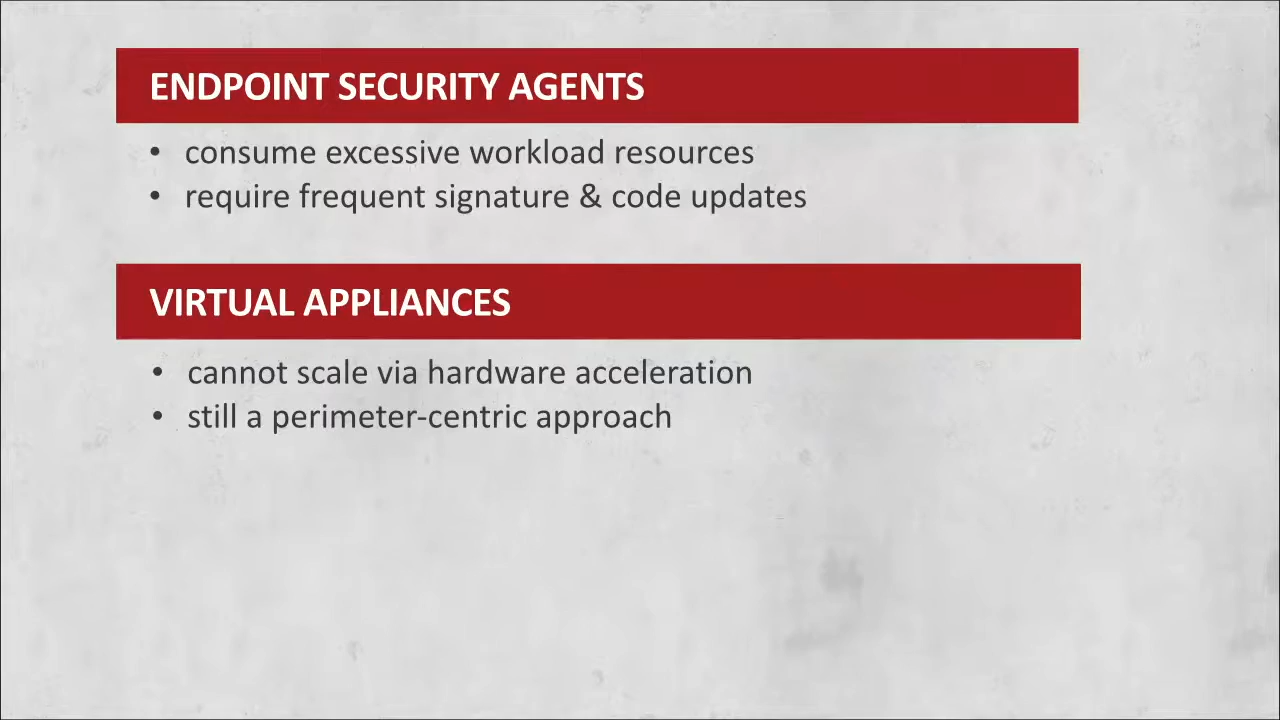 ENDPOINT SECURITY AGENTS
• consume excessive workload resources
• require frequent signature & code updates
VIRTUAL APPLIANCES
• cannot scale via hardware acceleration
• still a perimeter-centric approach